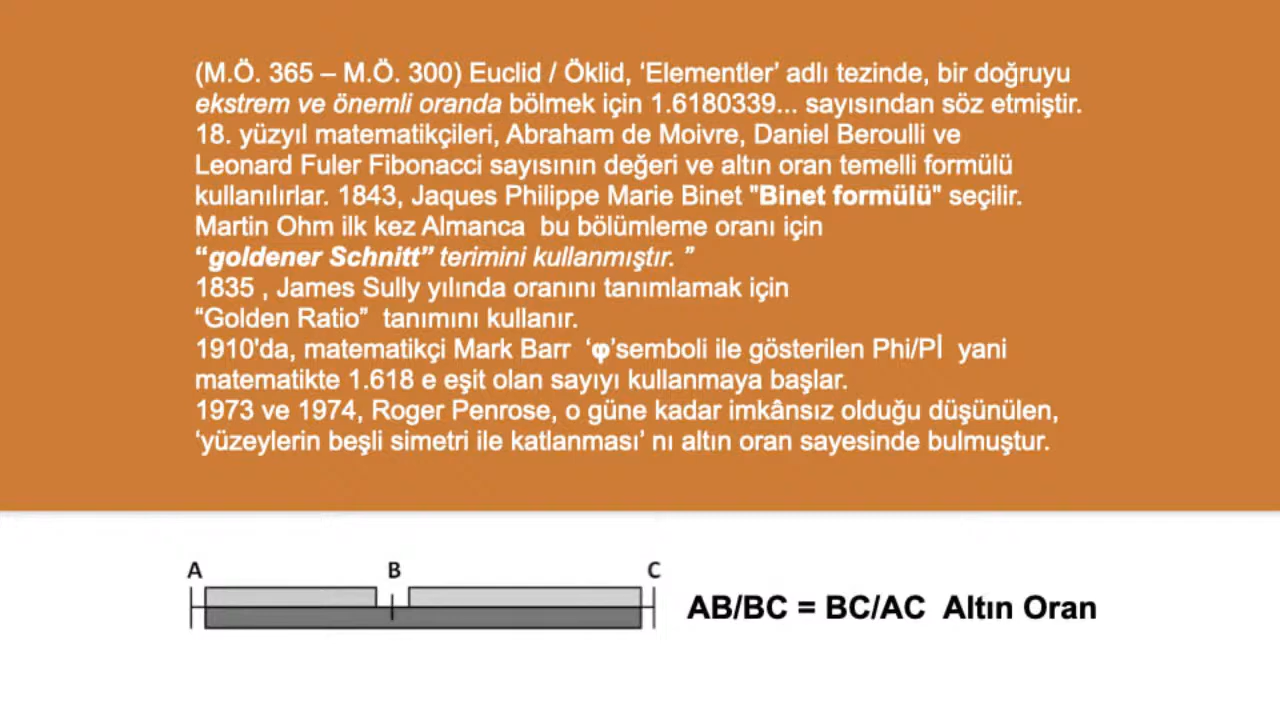 (M.Ö. 365 – M.Ö. 300) Euclid / Öklid, ‘Elementler’ adlı tezinde, bir doğruyu
ekstrem ve önemli oranda bölmek için 1.6180339... sayısından söz etmiştir.
18. yüzyıl matematikçileri, Abraham de Moivre, Daniel Beroulli ve
Leonard Fuler Fibonacci sayısının değeri ve altın oran temelli formülü
kullanılırlar. 1843, Jaques Philippe Marie Binet "Binet formülü" seçilir.
Martin Ohm ilk kez Almanca bu bölümleme oranı için
“goldener Schnitt” terimini kullanmıştır. ”
1835 , James Sully yılında oranını tanımlamak için
“Golden Ratio” tanımını kullanır.
1910'da, matematikçi Mark Barr ‘φ’semboli ile gösterilen Phi/Pİ yani
matematikte 1.618 e eşit olan sayıyı kullanmaya başlar.
1973 ve 1974, Roger Penrose, o güne kadar imkânsız olduğu düşünülen,
‘yüzeylerin beşli simetri ile katlanması’ nı altın oran sayesinde bulmuştur.
A B C
AB/BC = BC/AC Altın Oran